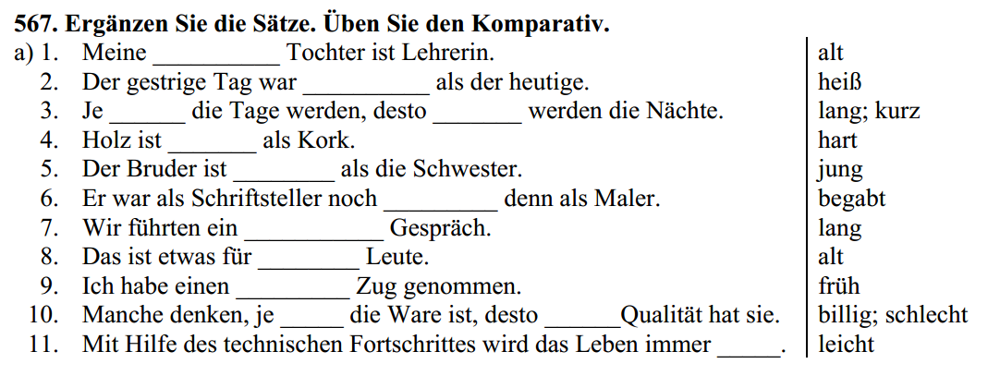 567. Ergänzen Sie die Sätze. Üben Sie den Komparativ.
a) 1. Meine __________ Tochter ist Lehrerin. | alt
2. Der gestrige Tag war __________ als der heutige. | heiß
3. Je ______ die Tage werden, desto _______ werden die Nächte. | lang; kurz
4. Holz ist _______ als Kork. | hart
5. Der Bruder ist ________ als die Schwester. | jung
6. Er war als Schriftsteller noch _________ denn als Maler. | begabt
7. Wir führten ein ___________ Gespräch. | lang
8. Das ist etwas für ________ Leute. | alt
9. Ich habe einen _________ Zug genommen. | früh
10. Manche denken, je _____ die Ware ist, desto ______Qualität hat sie. | billig; schlecht
11. Mit Hilfe des technischen Fortschrittes wird das Leben immer _____. | leicht